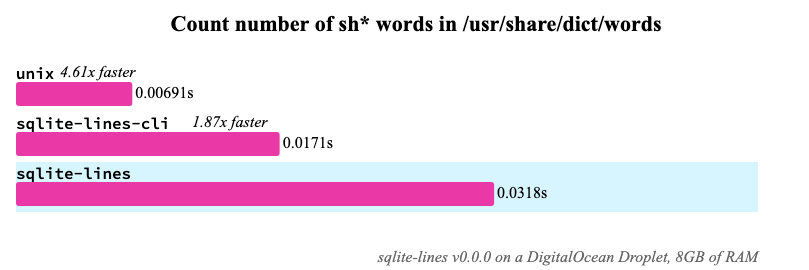 Count number of sh* words in /usr/share/dict/words
unix 4.61x faster
0.00691s
sqlite-lines-cli 1.87x faster
0.0171s
sqlite-lines
0.0318s
sqlite-lines v0.0.0 on a DigitalOcean Droplet, 8GB of RAM